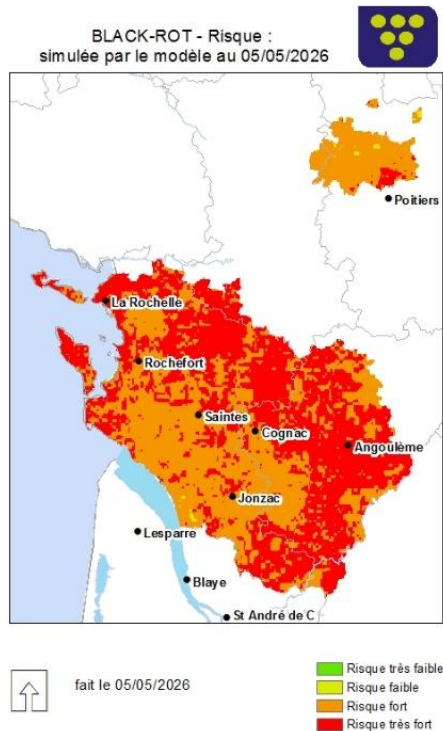 BLACK-ROT - Risque :
simulée par le modèle au 05/05/2026
Poitiers
La Rochelle
Rochefort
Saintes
Cognac
Angoulème
Jonzac
Lesparre
Blaye
St André de C
fait le 05/05/2026
Risque très faible
Risque faible
Risque fort
Risque très fort